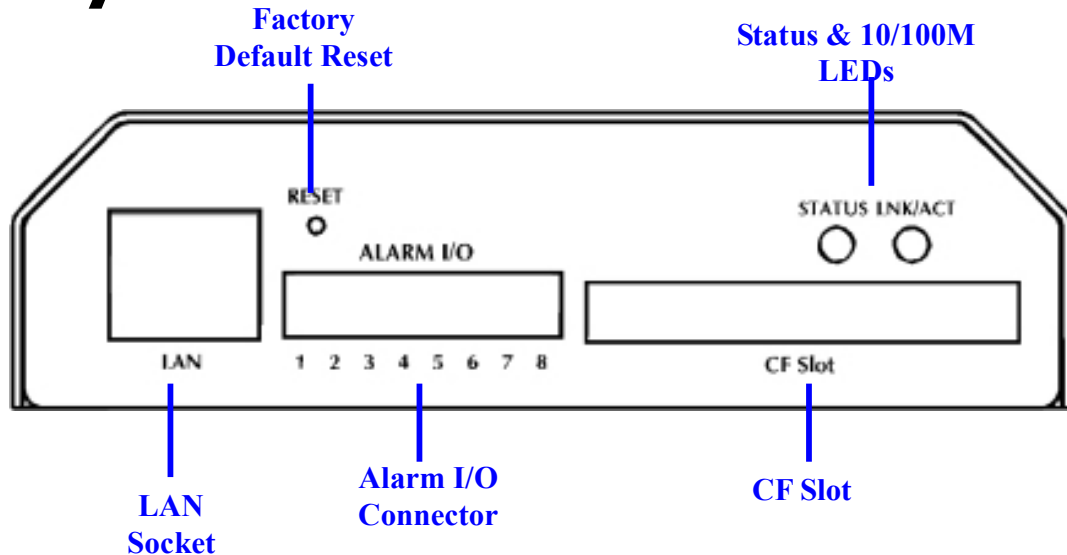 Factory
Default Reset
Status & 10/100M
LEDs
RESET
STATUS LNK/ACT
ALARM I/O
LAN
1 2 3 4 5 6 7 8
CF Slot
LAN
Socket
Alarm I/O
Connector
CF Slot